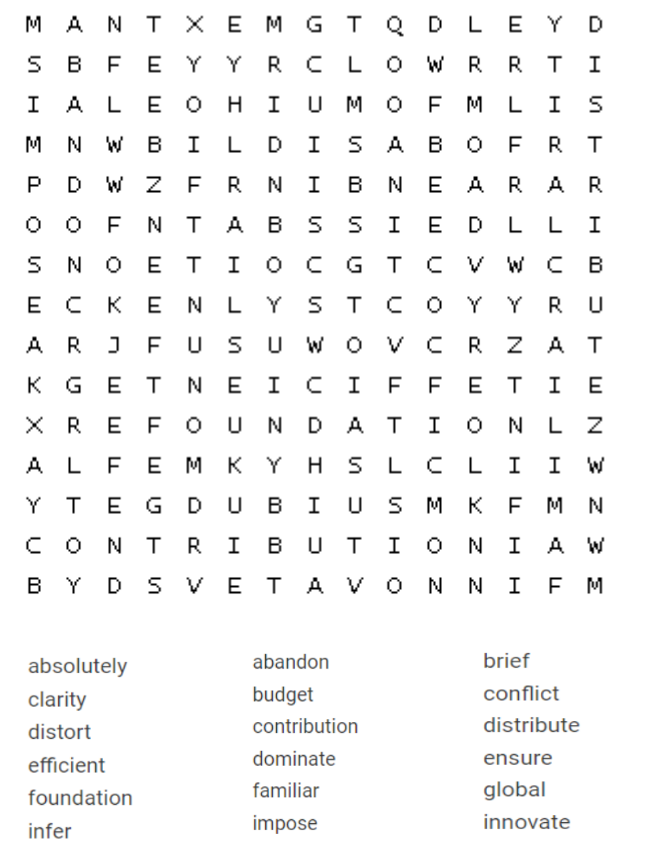 M A N T X E M G T Q D L E Y D
S B F E Y Y R C L O W R R T I
I A L E O H I U M O F M L I S
M N W B I L D I S A B O F R T
P D W Z F R N I B N E A R A R
O O F N T A B S S I E D L L I
S N O E T I O C G T C V W C B
E C K E N L Y S T C O Y Y R U
A R J F U S U W O V C R Z A T
K G E T N E I C I F F E T I E
X R E F O U N D A T I O N L Z
A L F E M K Y H S L C L I I W
Y T E G D U B I U S M K F M N
C O N T R I B U T I O N I A W
B Y D S V E T A V O N N I F M
absolutely abandon brief
clarity budget conflict
distort contribution distribute
efficient dominate ensure
foundation familiar global
infer impose innovate